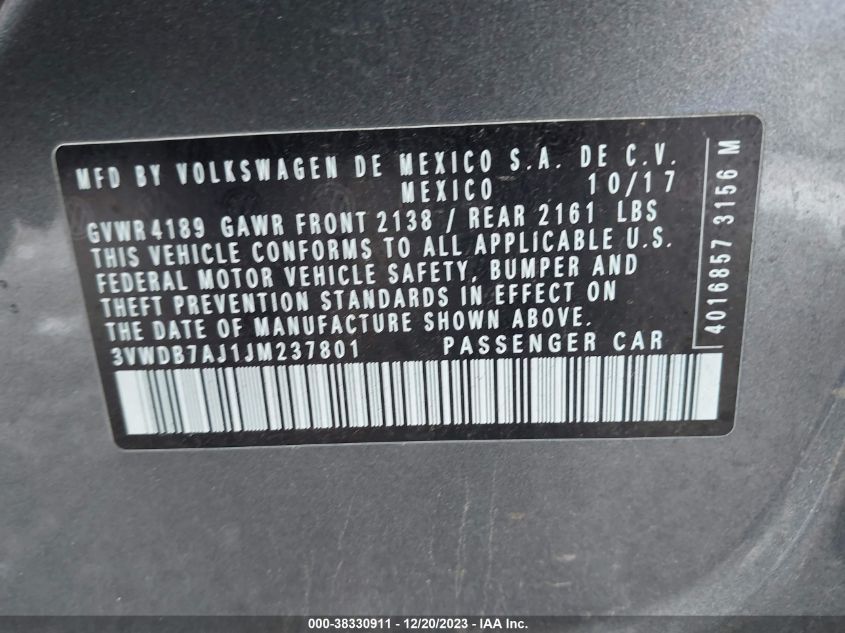 MFD BY VOLKSWAGEN DE MEXICO S.A. DE C.V.
MEXICO 10/17
GVWR 4189 GAWR FRONT 2138 / REAR 2161 LBS
THIS VEHICLE CONFORMS TO ALL APPLICABLE U.S.
FEDERAL MOTOR VEHICLE SAFETY, BUMPER AND
THEFT PREVENTION STANDARDS IN EFFECT ON
THE DATE OF MANUFACTURE SHOWN ABOVE.
3VWDB7AJ1JM237801 PASSENGER CAR
4016857 3156 M
000-38330911 - 12/20/2023 - IAA Inc.